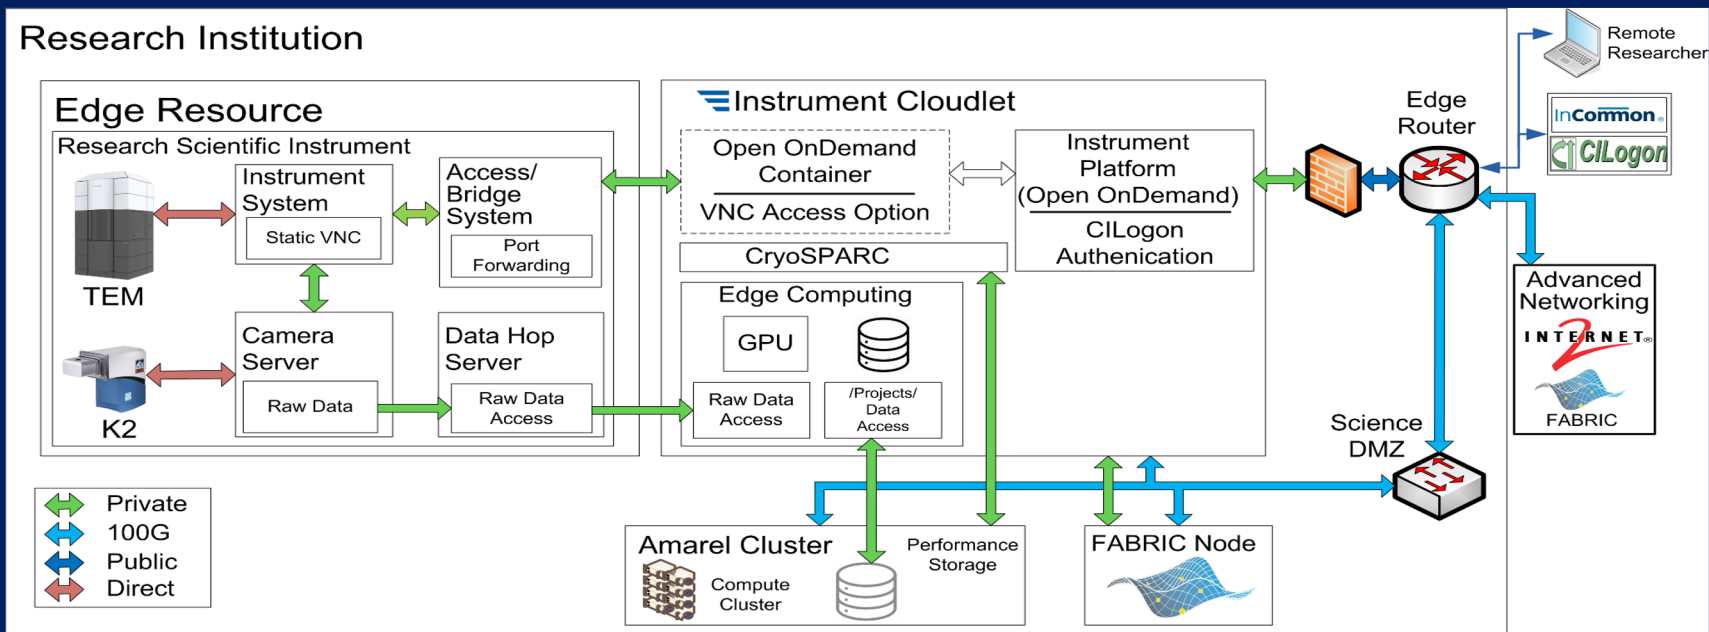 Research Institution
Edge Resource
Research Scientific Instrument
TEM
K2
Instrument
System
Static VNC
Access/
Bridge
System
Port
Forwarding
Camera
Server
Raw Data
Data Hop
Server
Raw Data
Access
Instrument Cloudlet
Open OnDemand
Container
VNC Access Option
Instrument
Platform
(Open OnDemand)
CILogon
Authenication
CryoSPARC
Edge Computing
GPU
Raw Data
Access
/Projects/
Data
Access
Edge
Router
Remote
Researcher
InCommon®
CILogon
Advanced
Networking
INTERNET®
2
FABRIC
Science
DMZ
Private
100G
Public
Direct
Amarel Cluster
Compute
Cluster
Performance
Storage
FABRIC Node